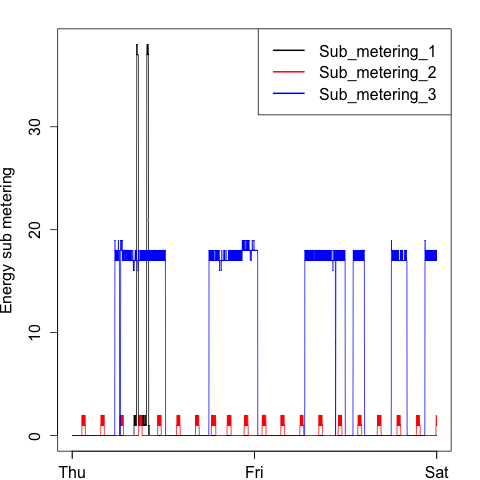 Sub_metering_1
Sub_metering_2
Sub_metering_3
Energy sub metering
30
20
10
0
Thu Fri Sat